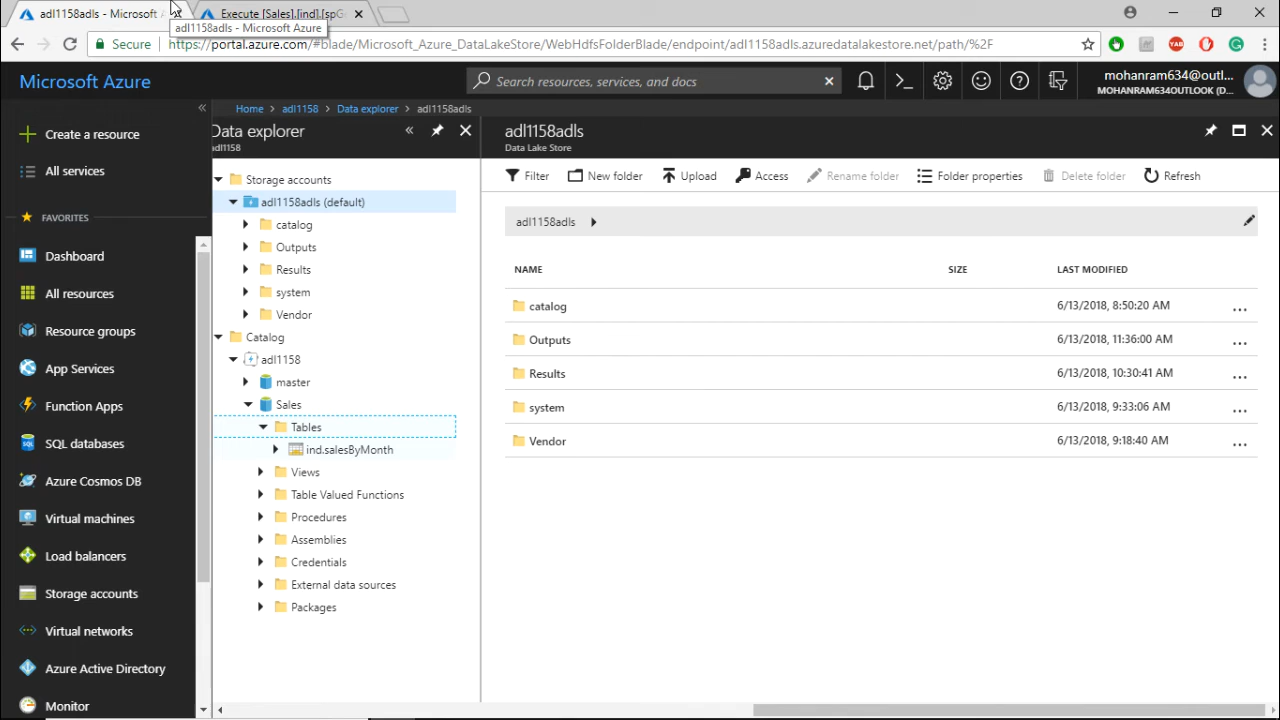 adl1158adls - Microsoft A
Execute [Sales].[ind].[spG
adl1158adls - Microsoft Azure
Secure
https://portal.azure.com/#blade/Microsoft_Azure_DataLakeStore/WebHdfsFolderBlade/endpoint/adl1158adls.azuredatalakestore.net/path/%2F
YAB
Microsoft Azure
Search resources, services, and docs
mohanram634@outl...
MOHANRAM634OUTLOOK (D...
Home
adl1158
Data explorer
adl1158adls
Create a resource
All services
FAVORITES
Dashboard
All resources
Resource groups
App Services
Function Apps
SQL databases
Azure Cosmos DB
Virtual machines
Load balancers
Storage accounts
Virtual networks
Azure Active Directory
Monitor
Data explorer
adl1158
Storage accounts
adl1158adls (default)
catalog
Outputs
Results
system
Vendor
Catalog
adl1158
master
Sales
Tables
ind.salesByMonth
Views
Table Valued Functions
Procedures
Assemblies
Credentials
External data sources
Packages
adl1158adls
Data Lake Store
Filter New folder Upload Access Rename folder Folder properties Delete folder Refresh
adl1158adls
NAME SIZE LAST MODIFIED
catalog 6/13/2018, 8:50:20 AM ...
Outputs 6/13/2018, 11:36:00 AM ...
Results 6/13/2018, 10:30:41 AM ...
system 6/13/2018, 9:33:06 AM ...
Vendor 6/13/2018, 9:18:40 AM ...